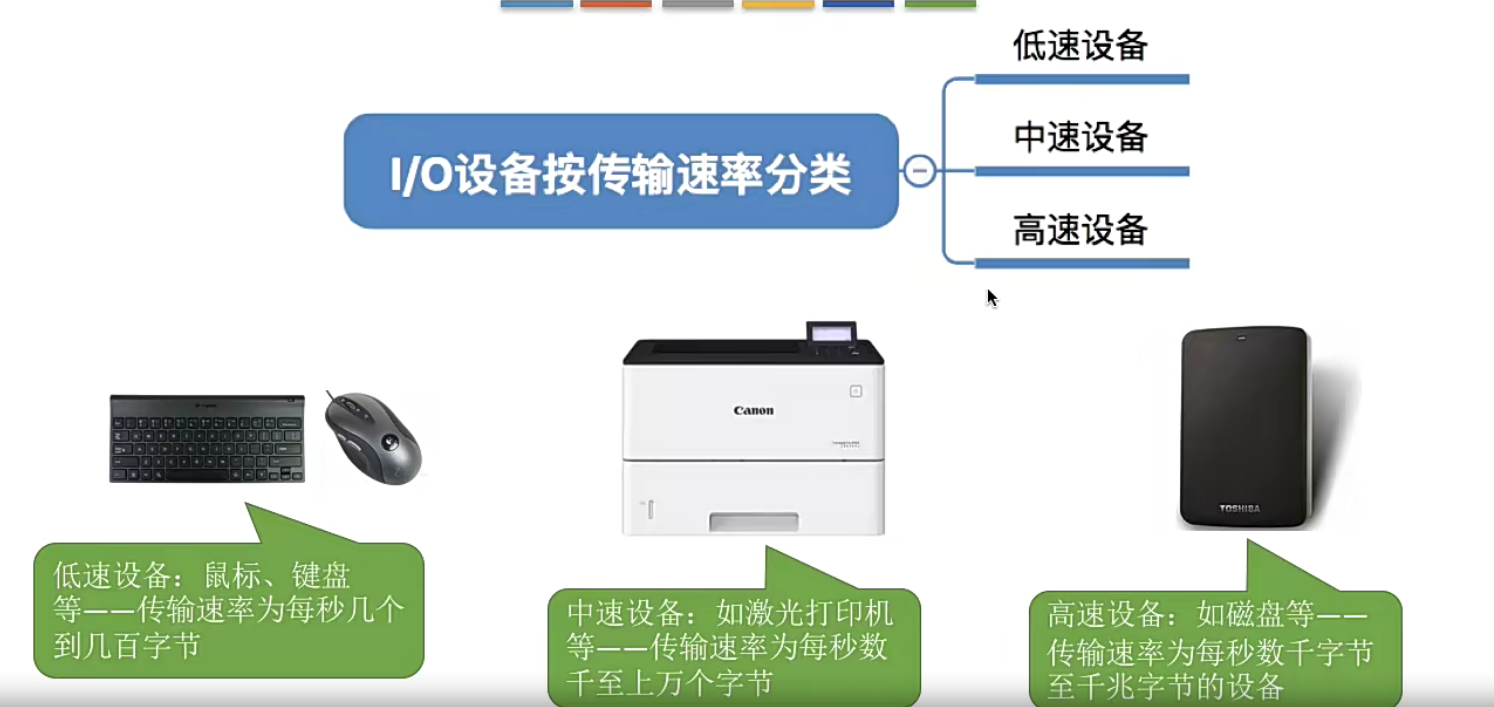 低速设备
中速设备
I/O设备按传输速率分类
高速设备
Canon
TOSHIBA
低速设备：鼠标、键盘
等——传输速率为每秒几个
到几百字节
中速设备：如激光打印机
等——传输速率为每秒数
千至上万个字节
高速设备：如磁盘等——
传输速率为每秒数千字节
至千兆字节的设备